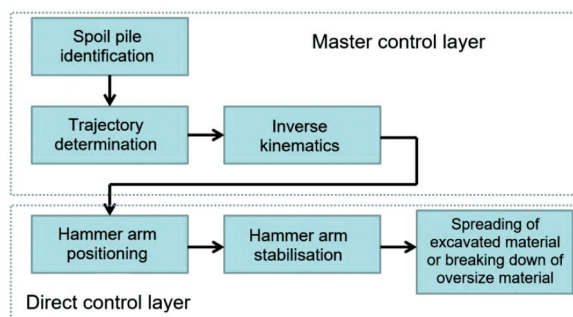 Spoil pile
identification
Master control layer
Trajectory
determination
Inverse
kinematics
Hammer arm
positioning
Hammer arm
stabilisation
Spreading of
excavated material
or breaking down of
oversize material
Direct control layer